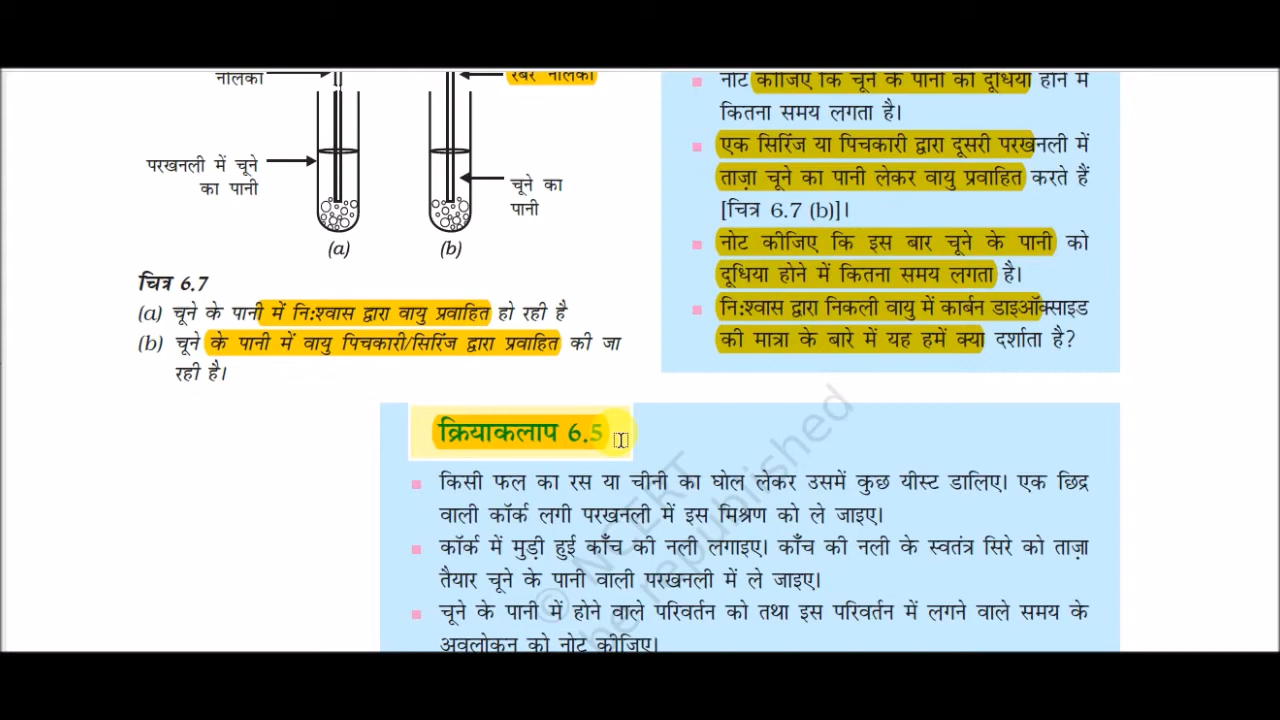 नलिका
रबर नलिका
परखनली में चूने
का पानी
चूने का
पानी
(a)
(b)
चित्र 6.7
(a) चूने के पानी में नि:श्वास द्वारा वायु प्रवाहित हो रही है
(b) चूने के पानी में वायु पिचकारी/सिरिंज द्वारा प्रवाहित की जा
रही है।
नोट कीजिए कि चूने के पानी को दूधिया होने में
कितना समय लगता है।
एक सिरिंज या पिचकारी द्वारा दूसरी परखनली में
ताज़ा चूने का पानी लेकर वायु प्रवाहित करते हैं
[चित्र 6.7 (b)]।
नोट कीजिए कि इस बार चूने के पानी को
दूधिया होने में कितना समय लगता है।
नि:श्वास द्वारा निकली वायु में कार्बन डाइऑक्साइड
की मात्रा के बारे में यह हमें क्या दर्शाता है?
क्रियाकलाप 6.5
किसी फल का रस या चीनी का घोल लेकर उसमें कुछ यीस्ट डालिए। एक छिद्र
वाली कॉर्क लगी परखनली में इस मिश्रण को ले जाइए।
कॉर्क में मुड़ी हुई काँच की नली लगाइए। काँच की नली के स्वतंत्र सिरे को ताज़ा
तैयार चूने के पानी वाली परखनली में ले जाइए।
चूने के पानी में होने वाले परिवर्तन को तथा इस परिवर्तन में लगने वाले समय के
अवलोकन को नोट कीजिए।
© NCERT
be republished